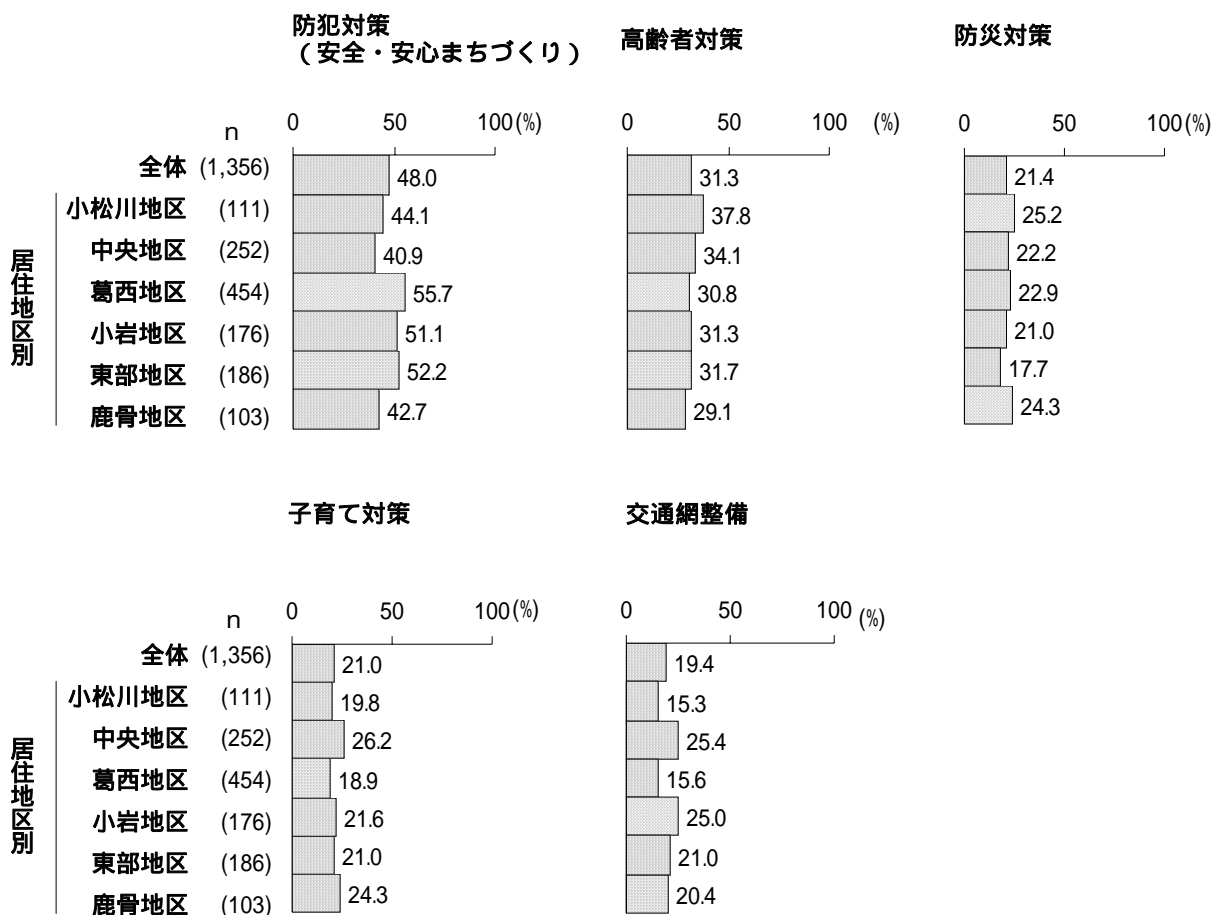 防犯対策
（安全・安心まちづくり）
高齢者対策
防災対策
n
0 50 100(%)
0 50 100 (%)
0 50 100(%)
全体 (1,356) 48.0 31.3 21.4
居住地区別
小松川地区 (111) 44.1 37.8 25.2
中央地区 (252) 40.9 34.1 22.2
葛西地区 (454) 55.7 30.8 22.9
小岩地区 (176) 51.1 31.3 21.0
東部地区 (186) 52.2 31.7 17.7
鹿骨地区 (103) 42.7 29.1 24.3
子育て対策
交通網整備
n
0 50 100(%)
0 50 100 (%)
全体 (1,356) 21.0 19.4
居住地区別
小松川地区 (111) 19.8 15.3
中央地区 (252) 26.2 25.4
葛西地区 (454) 18.9 15.6
小岩地区 (176) 21.6 25.0
東部地区 (186) 21.0 21.0
鹿骨地区 (103) 24.3 20.4